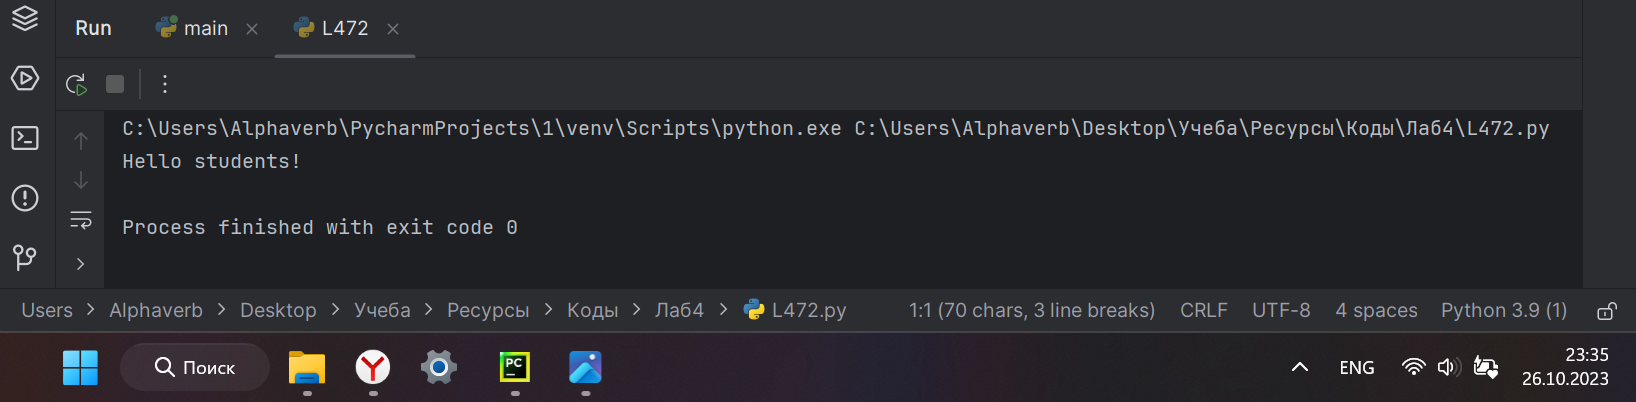 Run main L472
C:\Users\Alphaverb\PycharmProjects\1\venv\Scripts\python.exe C:\Users\Alphaverb\Desktop\Учеба\Ресурсы\Коды\Лаб4\L472.py
Hello students!
Process finished with exit code 0
Users > Alphaverb > Desktop > Учеба > Ресурсы > Коды > Лаб4 > L472.py 1:1 (70 chars, 3 line breaks) CRLF UTF-8 4 spaces Python 3.9 (1)
Поиск PC ENG 23:35
26.10.2023